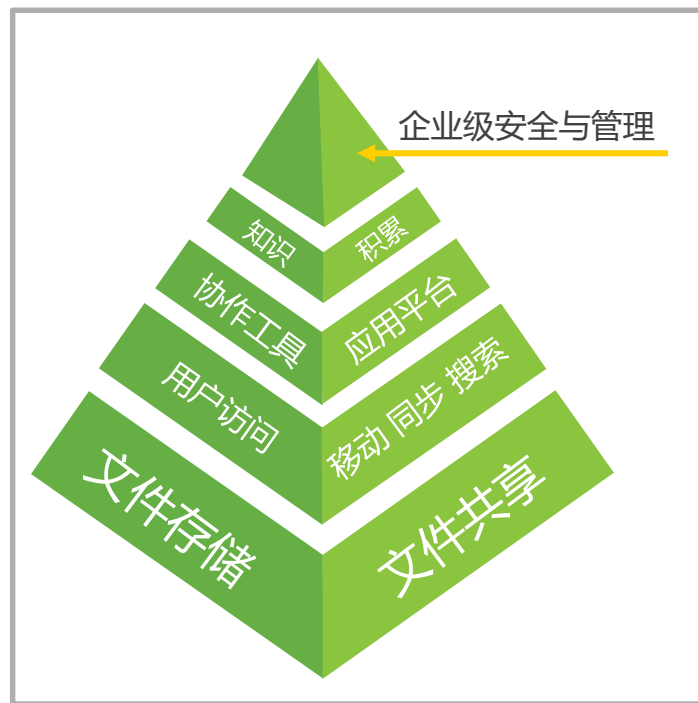 企业级安全与管理
知识
积累
协作工具
应用平台
用户访问
移动 同步 搜索
文件存储
文件共享